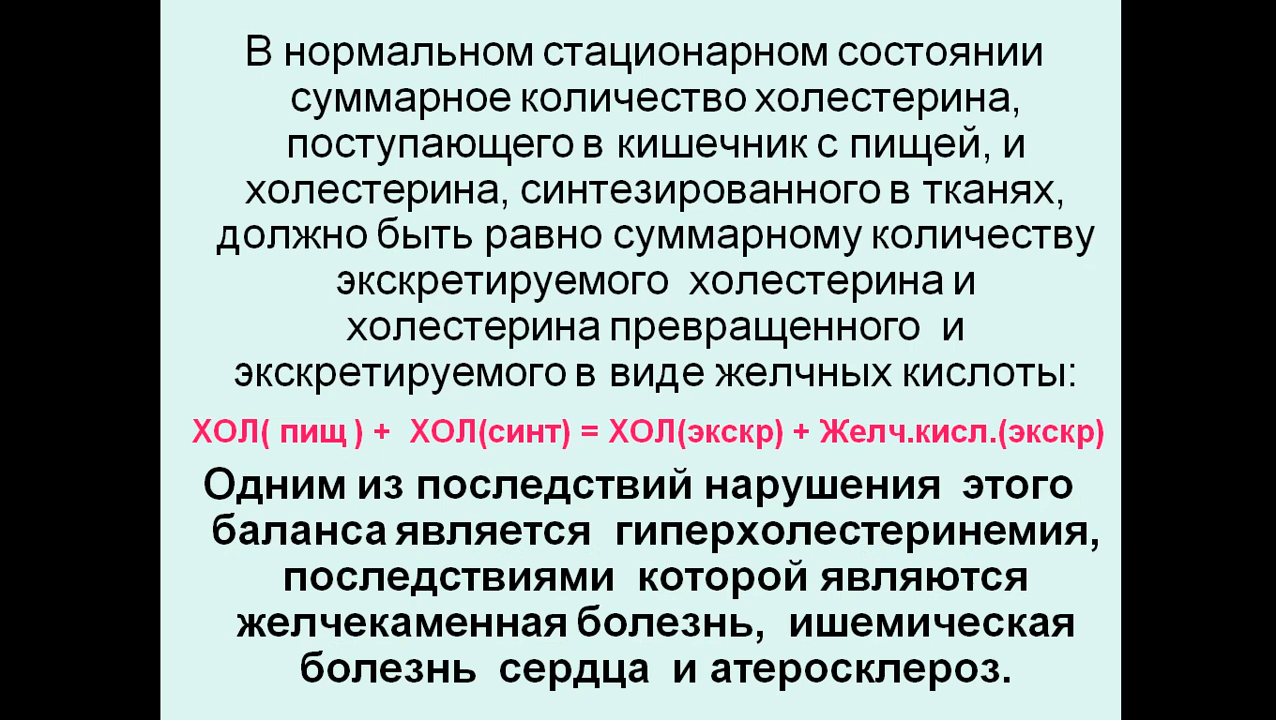 В нормальном стационарном состоянии
суммарное количество холестерина,
поступающего в кишечник с пищей, и
холестерина, синтезированного в тканях,
должно быть равно суммарному количеству
экскретируемого холестерина и
холестерина превращенного и
экскретируемого в виде желчных кислоты:
ХОЛ( пищ ) + ХОЛ(синт) = ХОЛ(экскр) + Желч.кисл.(экскр)
Одним из последствий нарушения этого
баланса является гиперхолестеринемия,
последствиями которой являются
желчекаменная болезнь, ишемическая
болезнь сердца и атеросклероз.